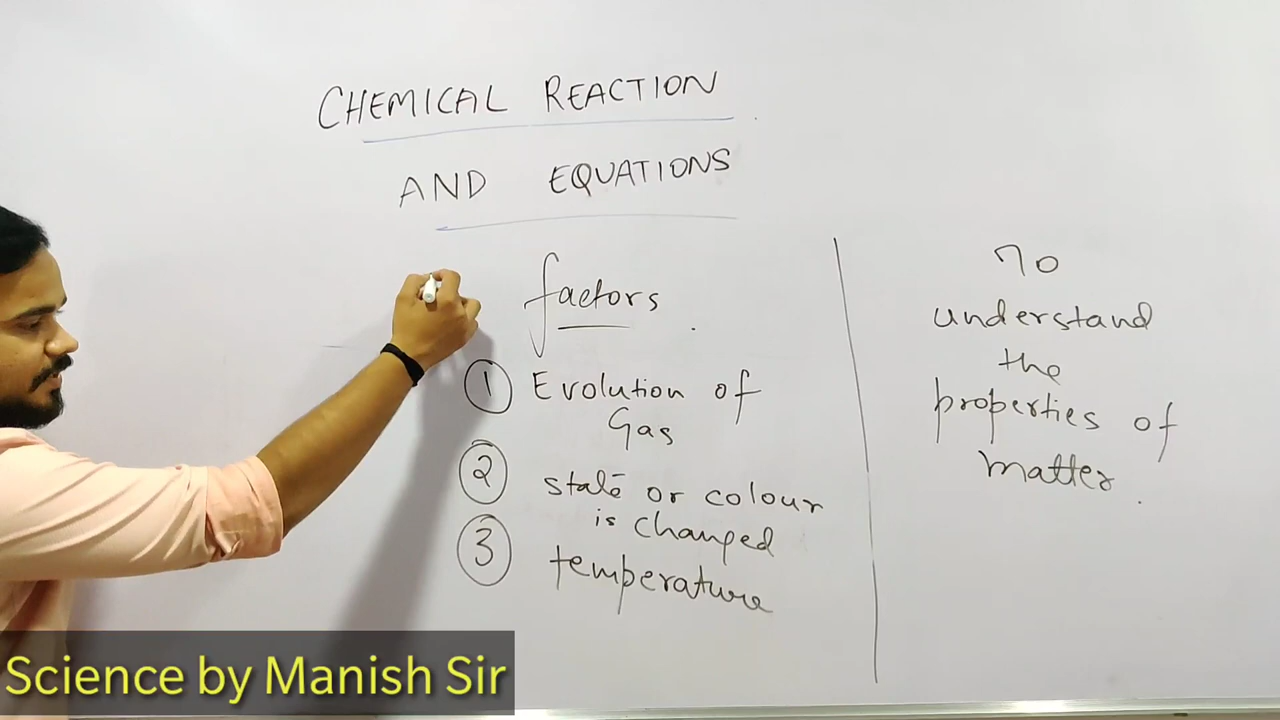 CHEMICAL REACTION
AND EQUATIONS
factors
1 Evolution of
Gas
2 state or colour
is changed
3 temperature
To
understand
the
properties of
matter.
Science by Manish Sir